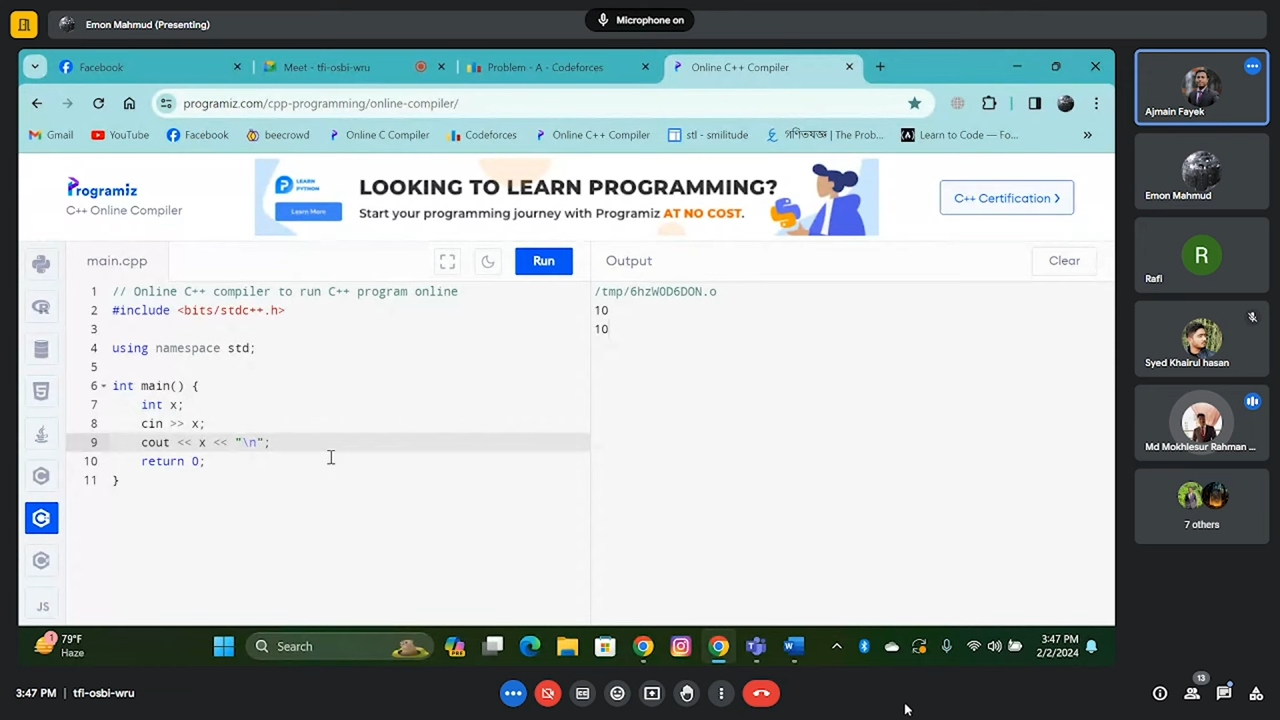 Emon Mahmud (Presenting)
Microphone on
Facebook
Meet - tfi-osbi-wru
Problem - A - Codeforces
Online C++ Compiler
programiz.com/cpp-programming/online-compiler/
Gmail
YouTube
Facebook
beecrowd
Online C Compiler
Codeforces
Online C++ Compiler
stl - smilitude
গণিতযজ্ঞ | The Prob...
Learn to Code — Fo...
Programiz
C++ Online Compiler
LEARN PYTHON
Learn More
LOOKING TO LEARN PROGRAMMING?
Start your programming journey with Programiz AT NO COST.
C++ Certification
main.cpp
Run
Output
Clear
1 // Online C++ compiler to run C++ program online
2 #include <bits/stdc++.h>
3
4 using namespace std;
5
6 int main() {
7 int x;
8 cin >> x;
9 cout << x << "\n";
10 return 0;
11 }
/tmp/6hzWOD6DON.o
10
10
JS
Ajmain Fayek
Emon Mahmud
R
Rafi
Syed Khairul hasan
Md Mokhlesur Rahman ...
7 others
1
79°F
Haze
Search
PRE
3:47 PM
2/2/2024
3:47 PM | tfi-osbi-wru
13